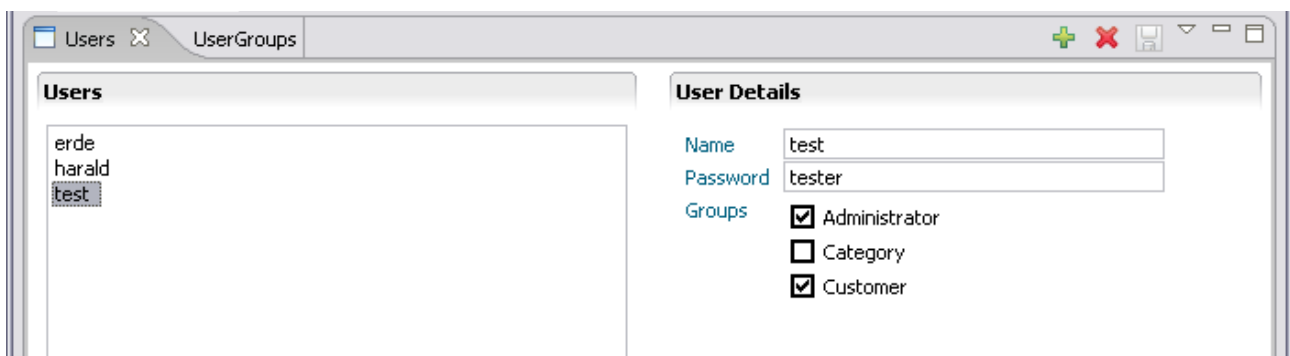 Users UserGroups
Users
erde
harald
test
User Details
Name test
Password tester
Groups Administrator
Category
Customer